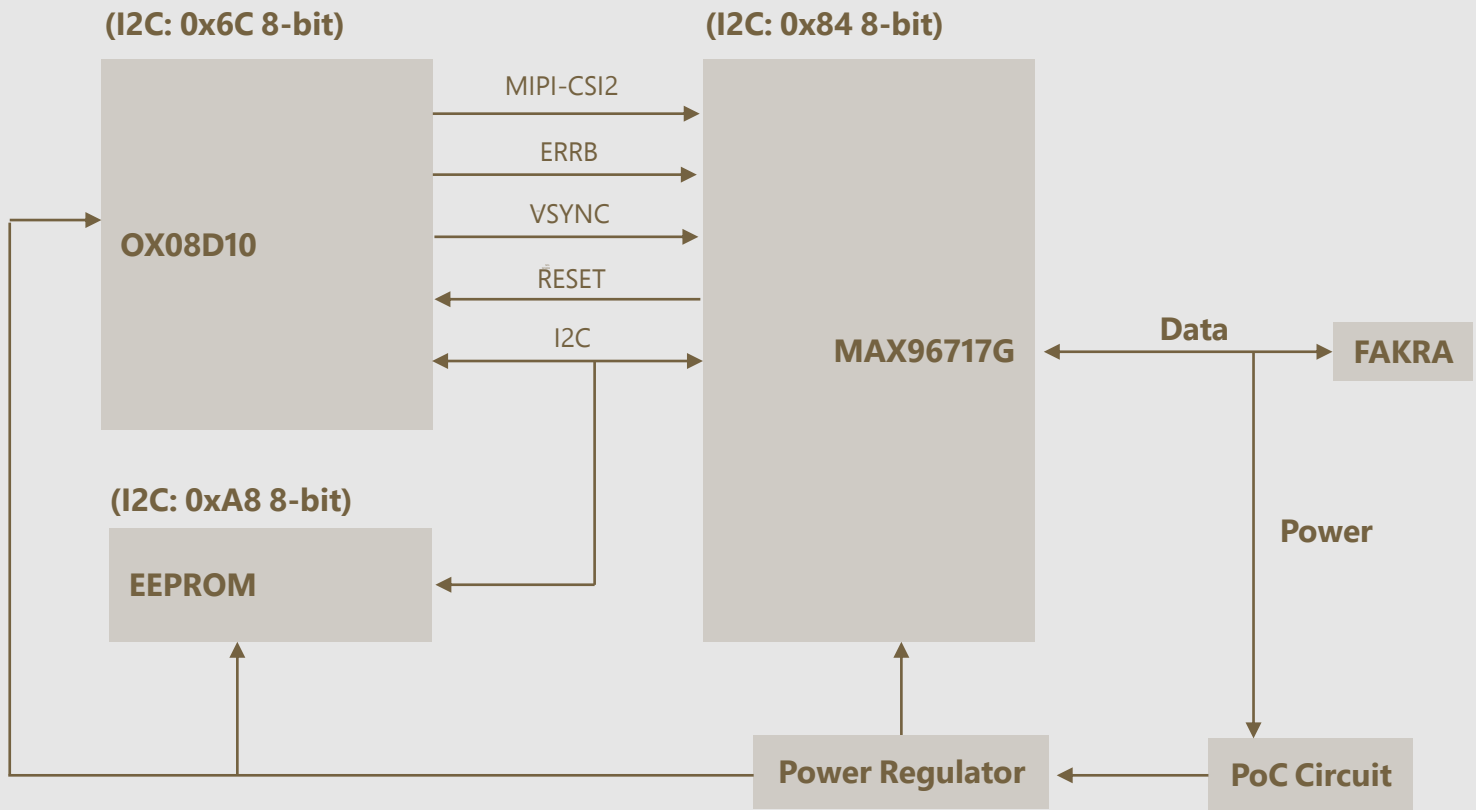 (I2C: 0x6C 8-bit)
(I2C: 0x84 8-bit)
MIPI-CSI2
ERRB
VSYNC
OX08D10
RESET
I2C
MAX96717G
Data
FAKRA
(I2C: 0xA8 8-bit)
EEPROM
Power
Power Regulator
PoC Circuit